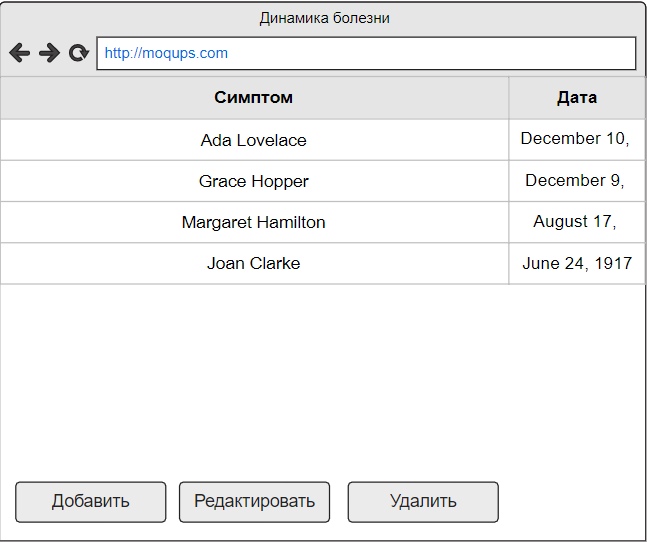 Динамика болезни
http://moqups.com
Симптом Дата
Ada Lovelace December 10,
Grace Hopper December 9,
Margaret Hamilton August 17,
Joan Clarke June 24, 1917
Добавить Редактировать Удалить